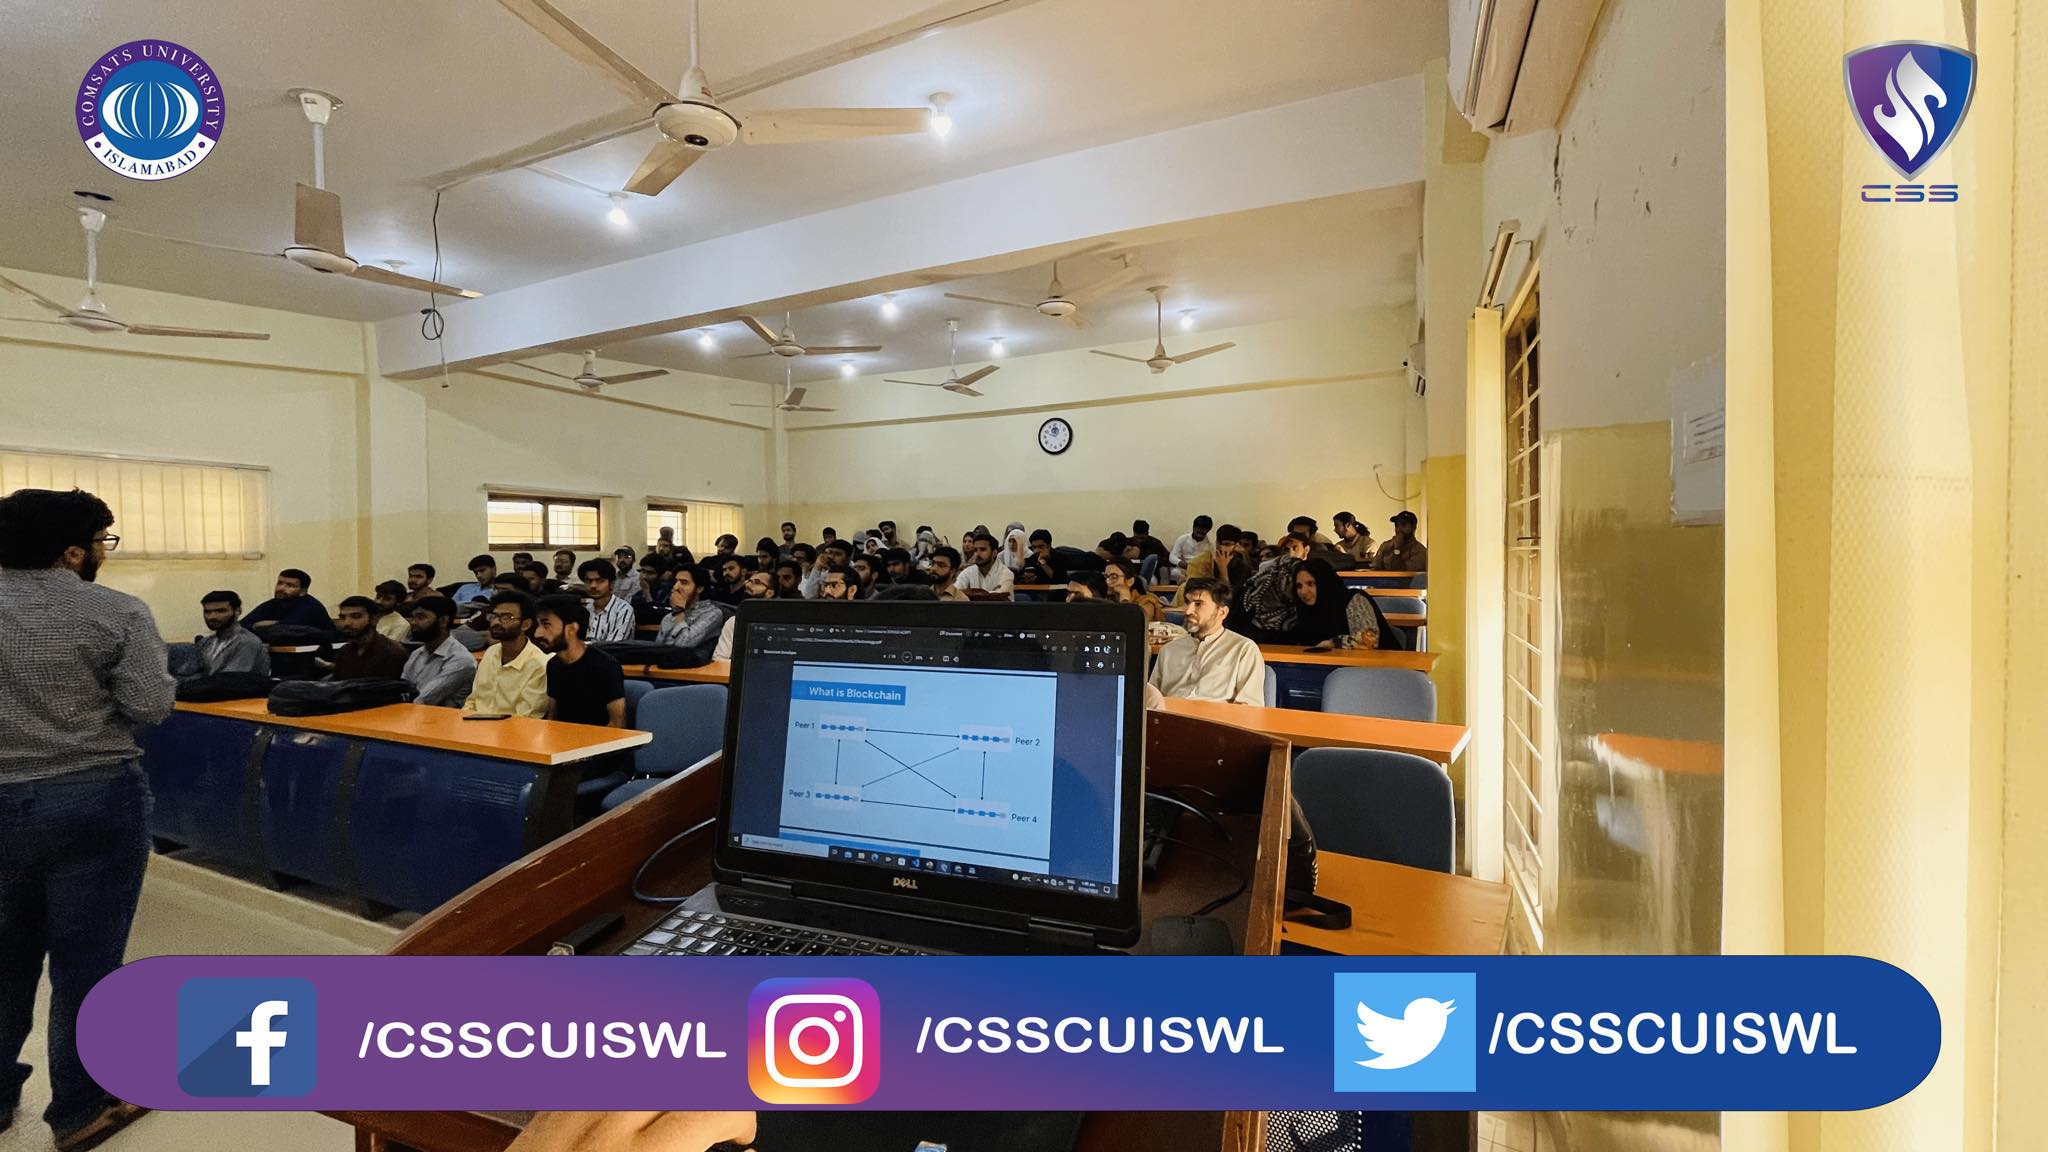 COMSATS UNIVERSITY
ISLAMABAD
CSS
What is Blockchain
Peer 1
Peer 2
Peer 3
Peer 4
DELL
/CSSCUISWL
/CSSCUISWL
/CSSCUISWL